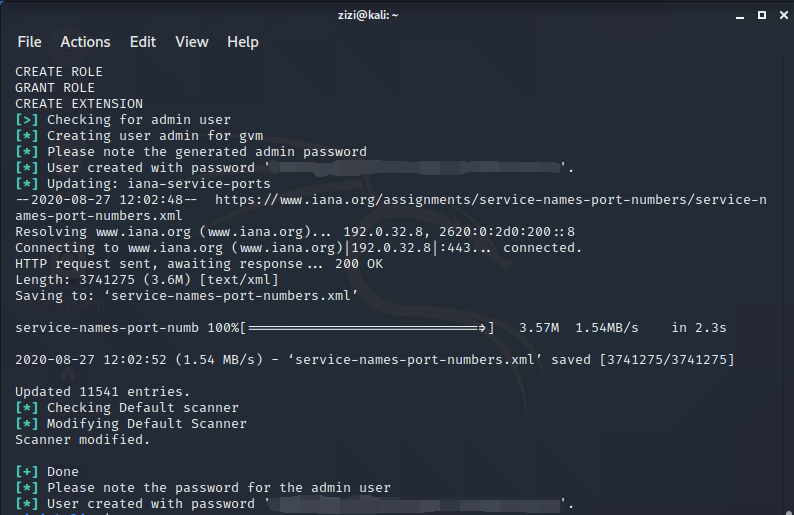 zizi@kali: ~
File Actions Edit View Help
CREATE ROLE
GRANT ROLE
CREATE EXTENSION
[>] Checking for admin user
[*] Creating user admin for gvm
[*] Please note the generated admin password
[*] User created with password '                                    '.
[*] Updating: iana-service-ports
--2020-08-27 12:02:48--  https://www.iana.org/assignments/service-names-port-numbers/service-n
ames-port-numbers.xml
Resolving www.iana.org (www.iana.org)... 192.0.32.8, 2620:0:2d0:200::8
Connecting to www.iana.org (www.iana.org)|192.0.32.8|:443... connected.
HTTP request sent, awaiting response... 200 OK
Length: 3741275 (3.6M) [text/xml]
Saving to: ‘service-names-port-numbers.xml’
service-names-port-numb 100%[=============================>]   3.57M  1.54MB/s    in 2.3s
2020-08-27 12:02:52 (1.54 MB/s) - ‘service-names-port-numbers.xml’ saved [3741275/3741275]
Updated 11541 entries.
[*] Checking Default scanner
[*] Modifying Default Scanner
Scanner modified.
[+] Done
[*] Please note the password for the admin user
[*] User created with password '                                    '.